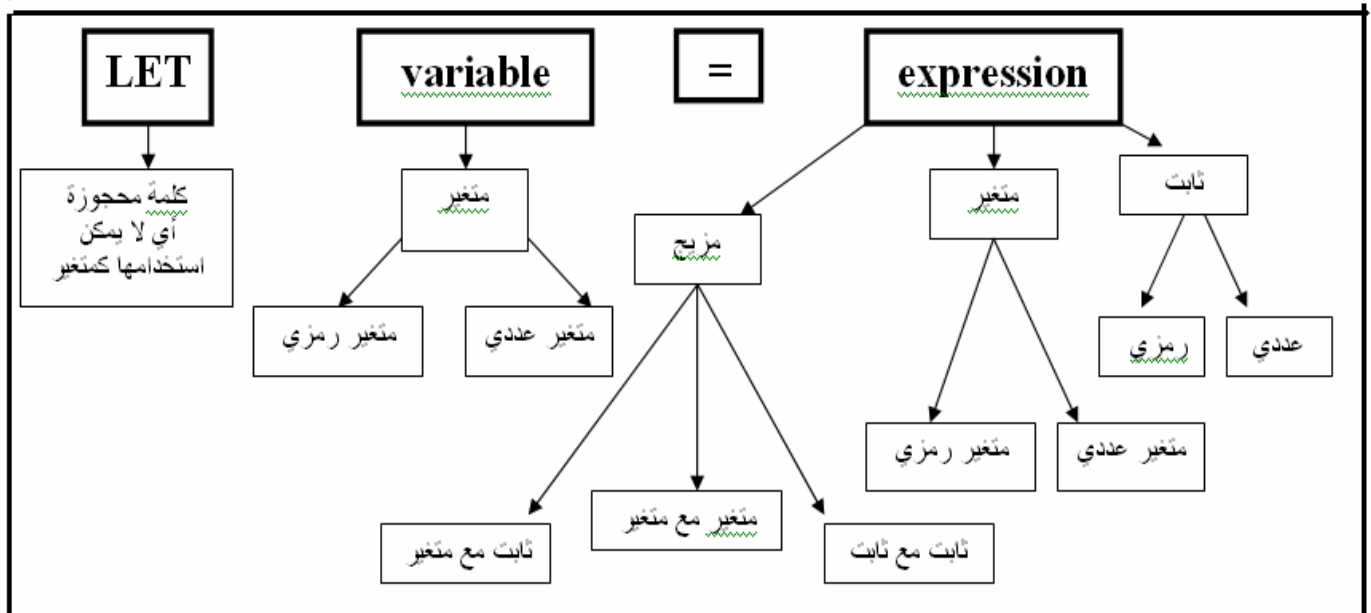 LET
variable
=
expression
كلمة محجوزة
أي لا يمكن
استخدامها كمتغير
متغير
متغير رمزي
متغير عددي
مزيج
ثابت مع متغير
متغير مع متغير
ثابت مع ثابت
متغير
متغير رمزي
متغير عددي
ثابت
رمزي
عددي